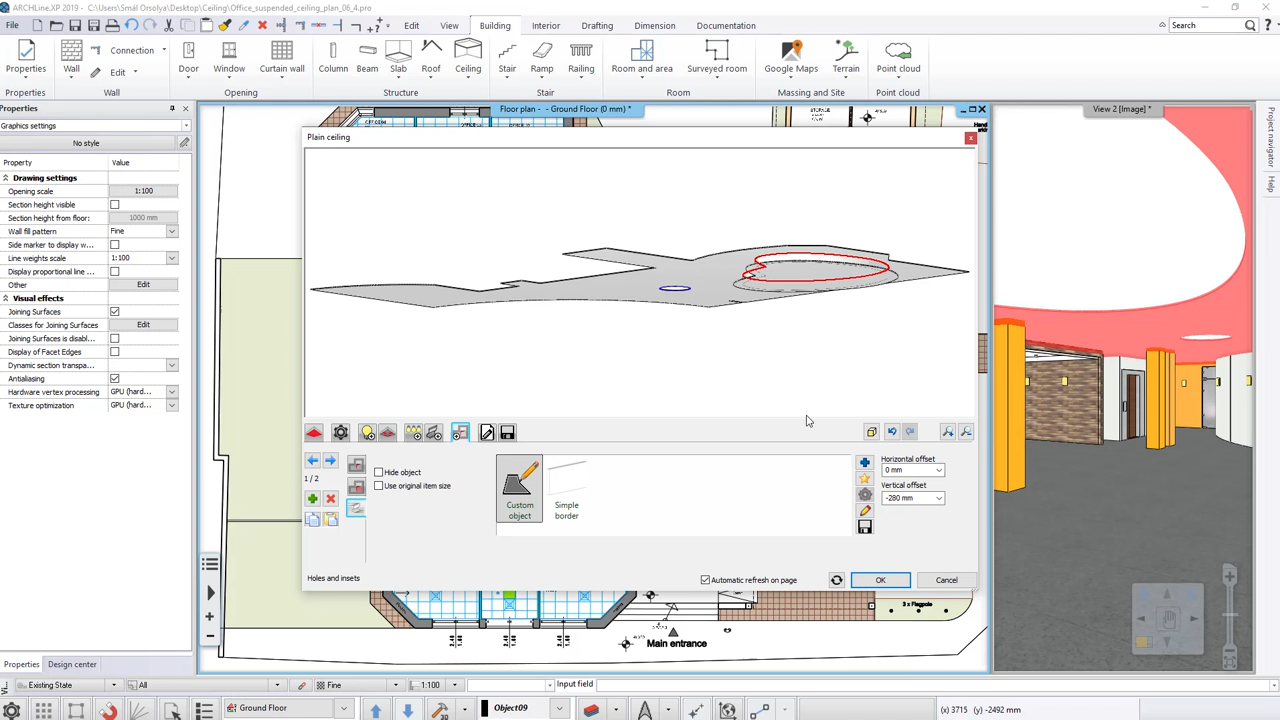 ARCHLine.XP 2019 - C:\Users\Smál Orsolya\Desktop\Ceiling\Office_suspended_ceiling_plan_06_4.pro
File Edit View Building Interior Drafting Dimension Documentation Search
Properties Wall Connection Edit Door Window Curtain wall Column Beam Slab Roof Ceiling Stair Ramp Railing Room and area Surveyed room Google Maps Terrain Point cloud
Properties Wall Opening Structure Stair Room Massing and Site Point cloud
Properties
Floor plan - - Ground Floor (0 mm) *
View 2 [Image] *
Graphics settings
No style
Property Value
Drawing settings
Opening scale 1:100
Section height visible
Section height from floor: 1000 mm
Wall fill pattern Fine
Side marker to display w...
Line weights scale 1:100
Display proportional line
Other Edit
Visual effects
Joining Surfaces
Classes for Joining Surfaces Edit
Joining Surfaces is disabl..
Display of Facet Edges
Dynamic section transpa...
Antialiasing
Hardware vertex processing GPU (hard...
Texture optimization GPU (hard...
Project navigator
Help
Plain ceiling
1 / 2
Hide object
Use original item size
Custom object
Simple border
Horizontal offset
0 mm
Vertical offset
-280 mm
Holes and insets
Automatic refresh on page
OK
Cancel
Main entrance
3 x Flagpole
Properties Design center
Existing State All Fine 1:100 Input field
Ground Floor Object09 (x) 3715 (y) -2492 mm